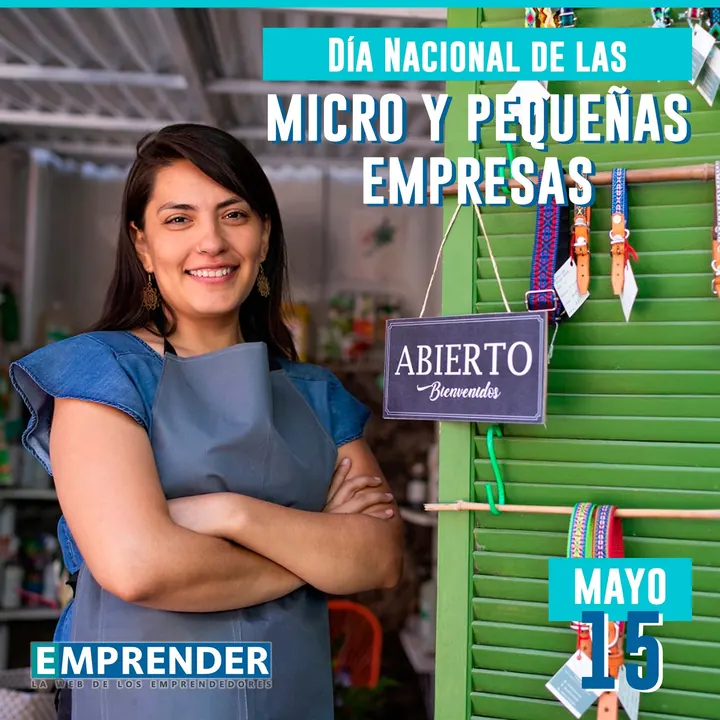 DÍA NACIONAL DE LAS
MICRO Y PEQUEÑAS
EMPRESAS
ABIERTO
Bienvenidos
MAYO
15
EMPRENDER
LA WEB DE LOS EMPRENDEDORES